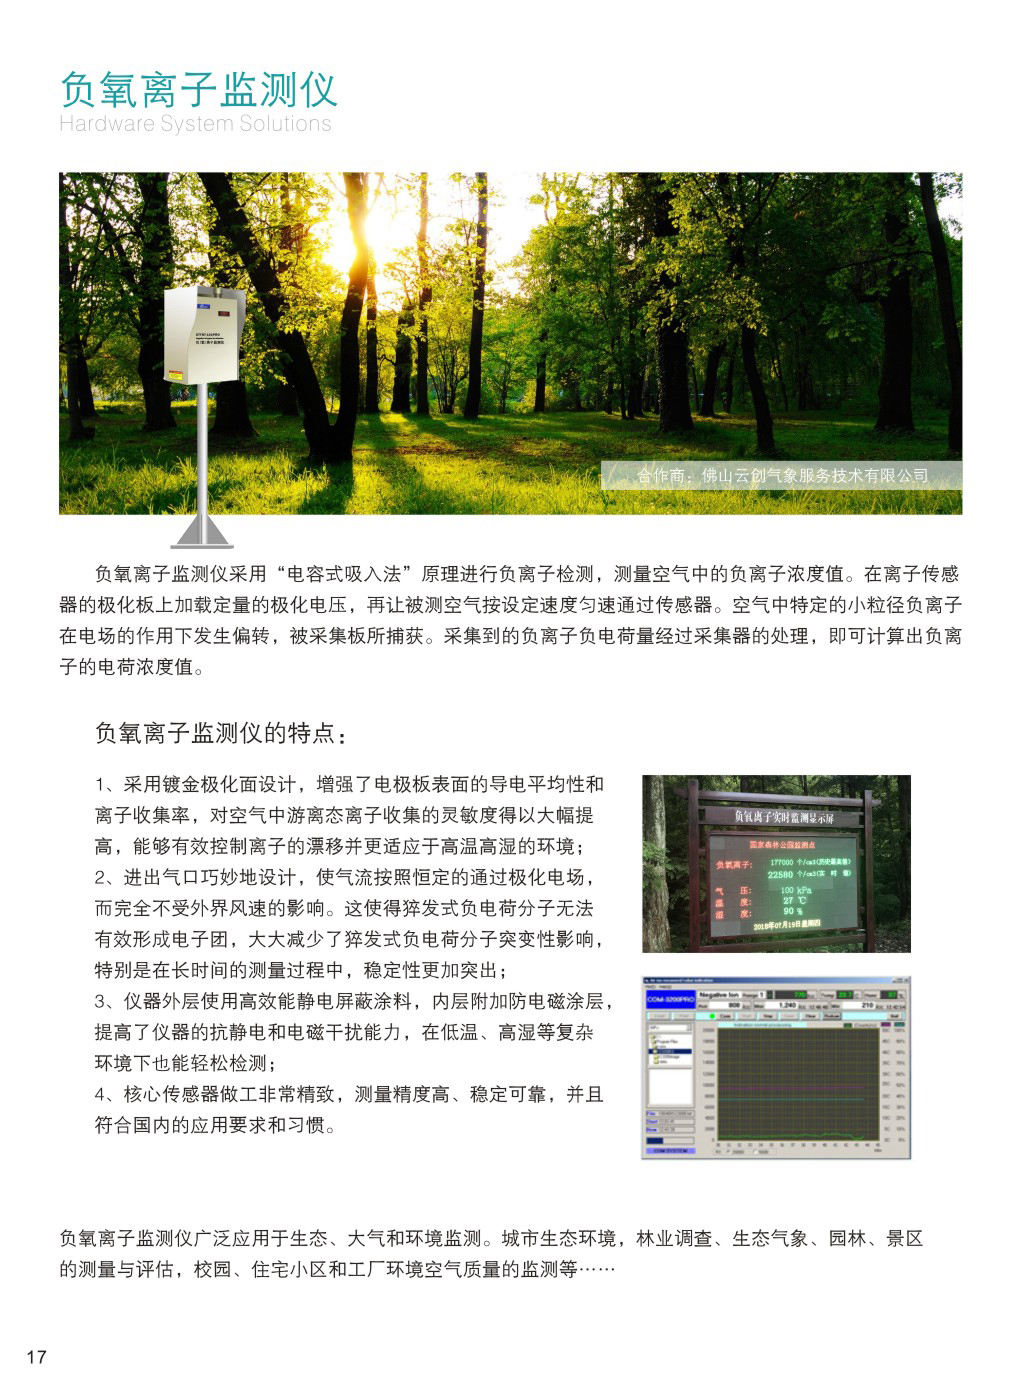 负氧离子监测仪
Hardware System Solutions
合作商：佛山云创气象服务技术有限公司
负氧离子监测仪采用“电容式吸入法”原理进行负离子检测，测量空气中的负离子浓度值。在离子传感
器的极化板上加载定量的极化电压，再让被测空气按设定速度匀速通过传感器。空气中特定的小粒径负离子
在电场的作用下发生偏转，被采集板所捕获。采集到的负离子负电荷量经过采集器的处理，即可计算出负离
子的电荷浓度值。
负氧离子监测仪的特点：
1、采用镀金极化面设计，增强了电极板表面的导电平均性和
离子收集率，对空气中游离态离子收集的灵敏度得以大幅提
高，能够有效控制离子的漂移并更适应于高温高湿的环境；
2、进出气口巧妙地设计，使气流按照恒定的通过极化电场，
而完全不受外界风速的影响。这使得猝发式负电荷分子无法
有效形成电子团，大大减少了猝发式负电荷分子突变性影响，
特别是在长时间的测量过程中，稳定性更加突出；
3、仪器外层使用高效能静电屏蔽涂料，内层附加防电磁涂层，
提高了仪器的抗静电和电磁干扰能力，在低温、高湿等复杂
环境下也能轻松检测；
4、核心传感器做工非常精致，测量精度高、稳定可靠，并且
符合国内的应用要求和习惯。
负氧离子实时监测显示屏
国家森林公园监测点
负氧离子： 177000 个/cm3(历史最高值)
22580 个/cm3(实 时 值)
气 压： 100 kPa
温 度： 27 ℃
湿 度： 90 %
2018年07月19日星期四
COM-3200PRO
Negative Ion
Range 1
1,240
210
负氧离子监测仪广泛应用于生态、大气和环境监测。城市生态环境，林业调查、生态气象、园林、景区
的测量与评估，校园、住宅小区和工厂环境空气质量的监测等……
17